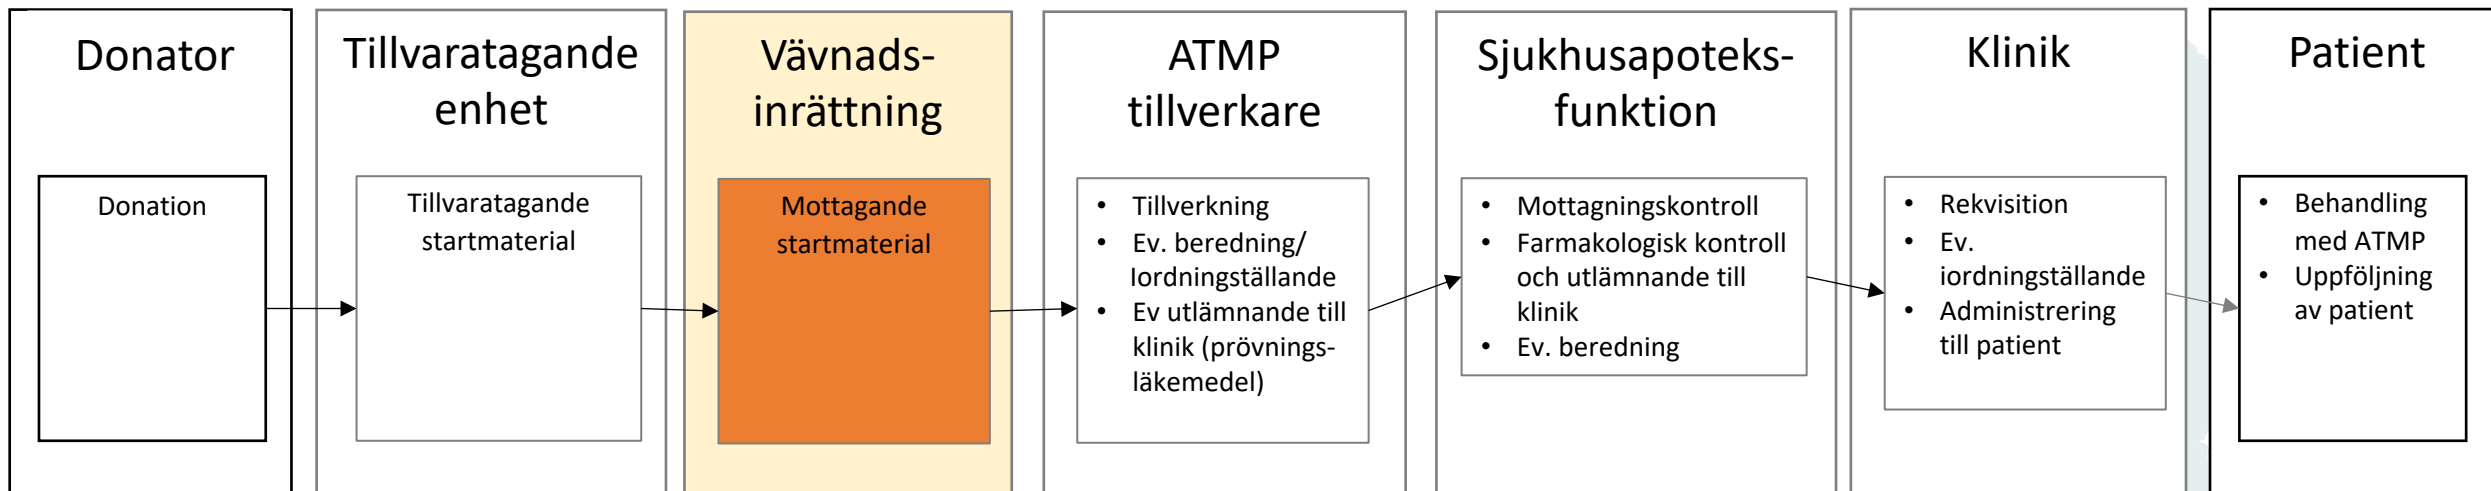 Donator
Donation
Tillvaratagande
enhet
Tillvaratagande
startmaterial
Vävnads-
inrättning
Mottagande
startmaterial
ATMP
tillverkare
• Tillverkning
• Ev. beredning/
Iordningställande
• Ev utlämnande till
klinik (prövnings-
läkemedel)
Sjukhusapoteks-
funktion
• Mottagningskontroll
• Farmakologisk kontroll
och utlämnande till
klinik
• Ev. beredning
Klinik
• Rekvisition
• Ev.
iordningställande
• Administrering
till patient
Patient
• Behandling
med ATMP
• Uppföljning
av patient